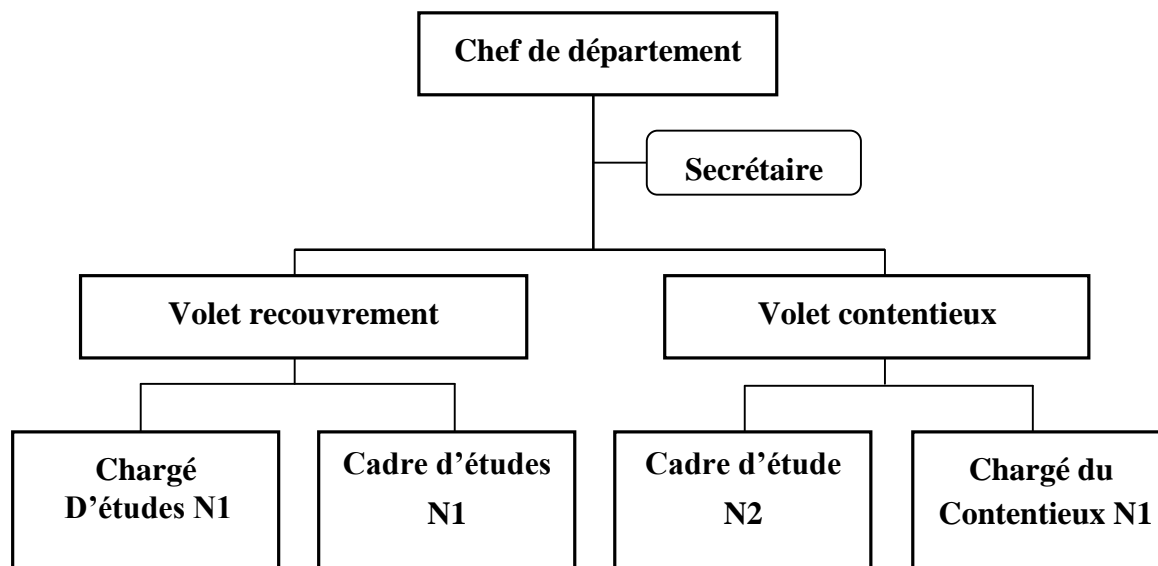 Chef de département
Secrétaire
Volet recouvrement
Volet contentieux
Chargé
D’études N1
Cadre d’études
N1
Cadre d’étude
N2
Chargé du
Contentieux N1